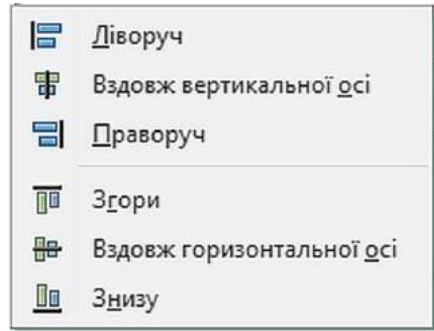 Ліворуч
Вздовж вертикальної осі
Праворуч
Згори
Вздовж горизонтальної осі
Знизу